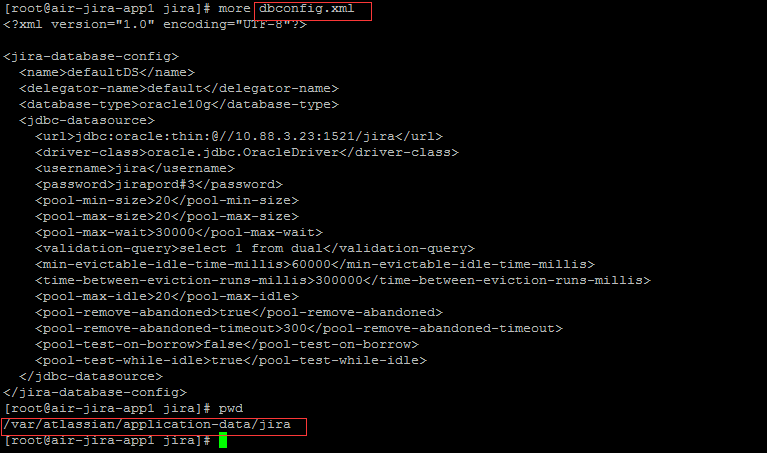 [root@air-jira-app1 jira]# more dbconfig.xml
<?xml version="1.0" encoding="UTF-8"?>
<jira-database-config>
<name>defaultDS</name>
<delegator-name>default</delegator-name>
<database-type>oracle10g</database-type>
<jdbc-datasource>
<url>jdbc:oracle:thin:@//10.88.3.23:1521/jira</url>
<driver-class>oracle.jdbc.OracleDriver</driver-class>
<username>jira</username>
<password>jirapord#3</password>
<pool-min-size>20</pool-min-size>
<pool-max-size>20</pool-max-size>
<pool-max-wait>30000</pool-max-wait>
<validation-query>select 1 from dual</validation-query>
<min-evictable-idle-time-millis>60000</min-evictable-idle-time-millis>
<time-between-eviction-runs-millis>300000</time-between-eviction-runs-millis>
<pool-max-idle>20</pool-max-idle>
<pool-remove-abandoned>true</pool-remove-abandoned>
<pool-remove-abandoned-timeout>300</pool-remove-abandoned-timeout>
<pool-test-on-borrow>false</pool-test-on-borrow>
<pool-test-while-idle>true</pool-test-while-idle>
</jdbc-datasource>
</jira-database-config>
[root@air-jira-app1 jira]# pwd
/var/atlassian/application-data/jira
[root@air-jira-app1 jira]#